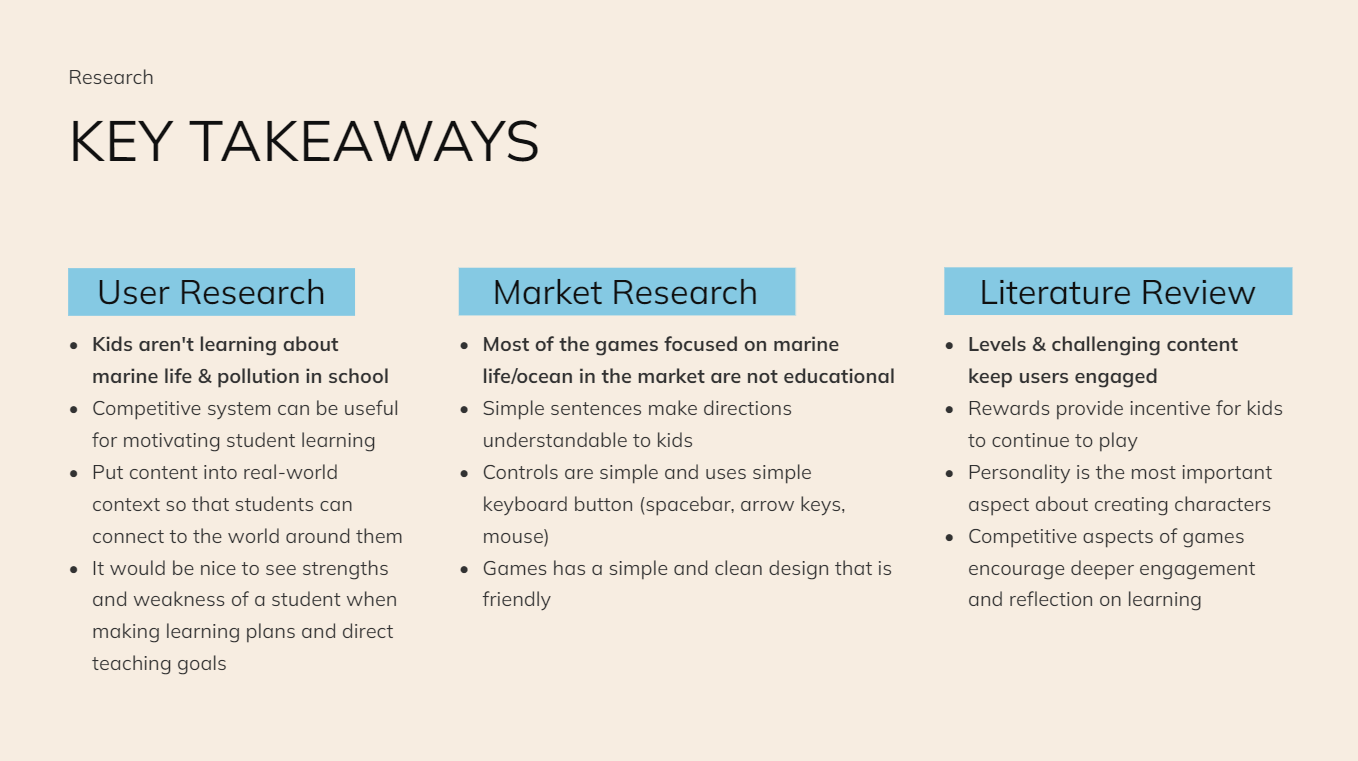 Research
KEY TAKEAWAYS
User Research
• Kids aren't learning about
marine life & pollution in school
• Competitive system can be useful
for motivating student learning
• Put content into real-world
context so that students can
connect to the world around them
• It would be nice to see strengths
and weakness of a student when
making learning plans and direct
teaching goals
Market Research
• Most of the games focused on marine
life/ocean in the market are not educational
• Simple sentences make directions
understandable to kids
• Controls are simple and uses simple
keyboard button (spacebar, arrow keys,
mouse)
• Games has a simple and clean design that is
friendly
Literature Review
• Levels & challenging content
keep users engaged
• Rewards provide incentive for kids
to continue to play
• Personality is the most important
aspect about creating characters
• Competitive aspects of games
encourage deeper engagement
and reflection on learning